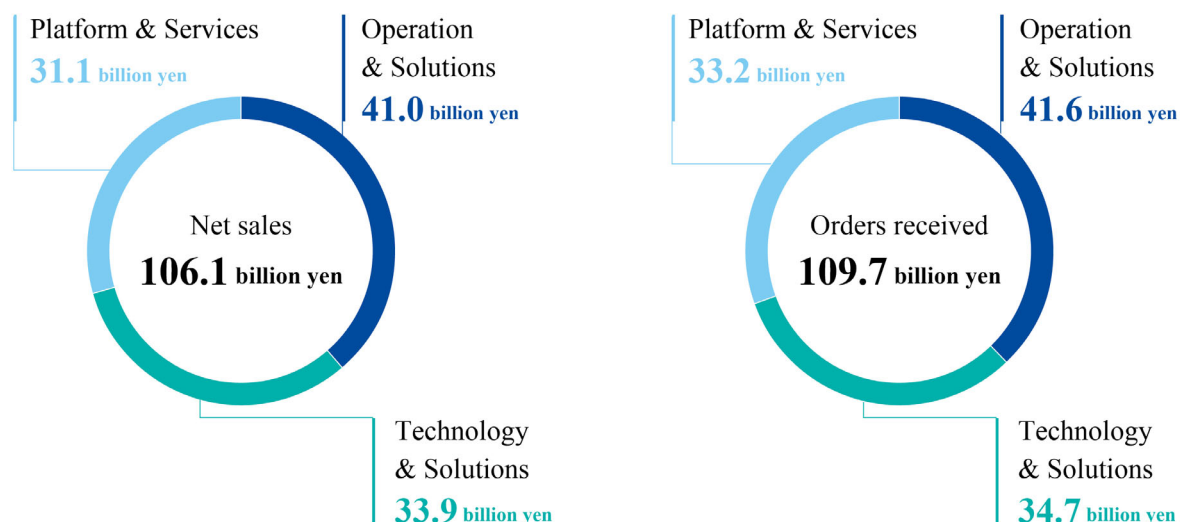 Platform & Services
31.1 billion yen
Operation
& Solutions
41.0 billion yen
Net sales
106.1 billion yen
Technology
& Solutions
33.9 billion yen
Platform & Services
33.2 billion yen
Operation
& Solutions
41.6 billion yen
Orders received
109.7 billion yen
Technology
& Solutions
34.7 billion yen